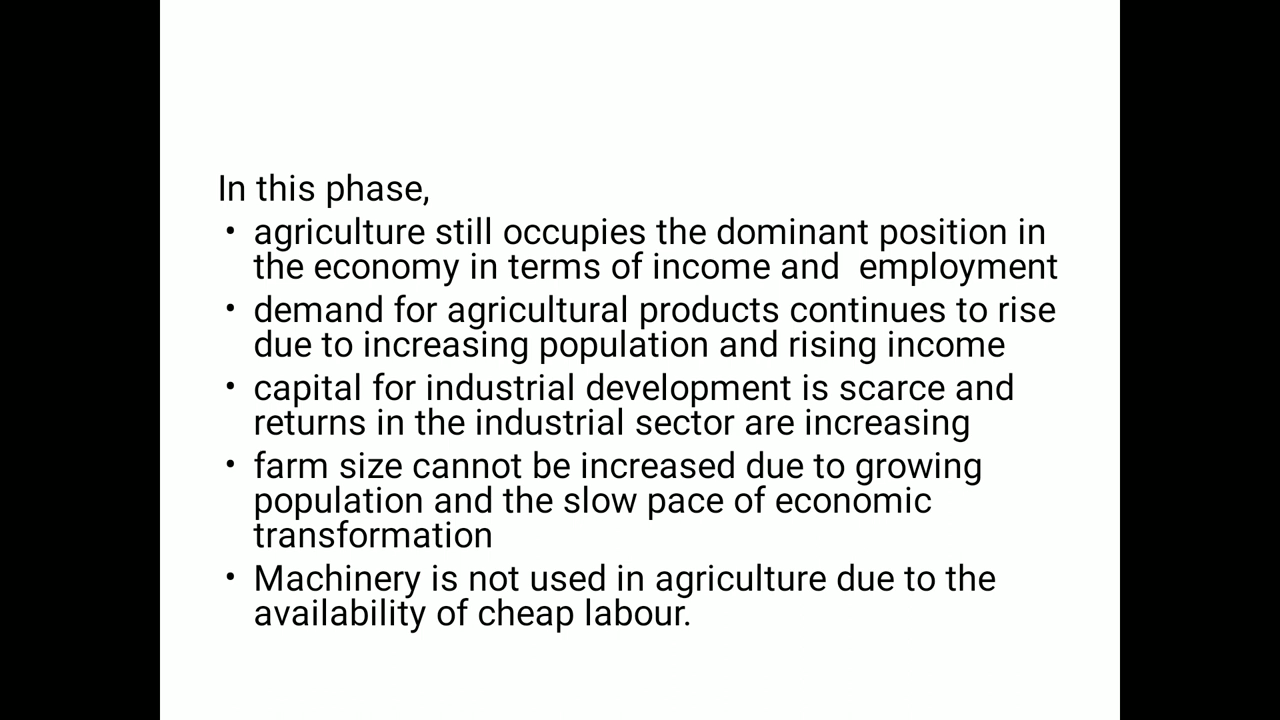 In this phase,
• agriculture still occupies the dominant position in
the economy in terms of income and  employment
• demand for agricultural products continues to rise
due to increasing population and rising income
• capital for industrial development is scarce and
returns in the industrial sector are increasing
• farm size cannot be increased due to growing
population and the slow pace of economic
transformation
• Machinery is not used in agriculture due to the
availability of cheap labour.